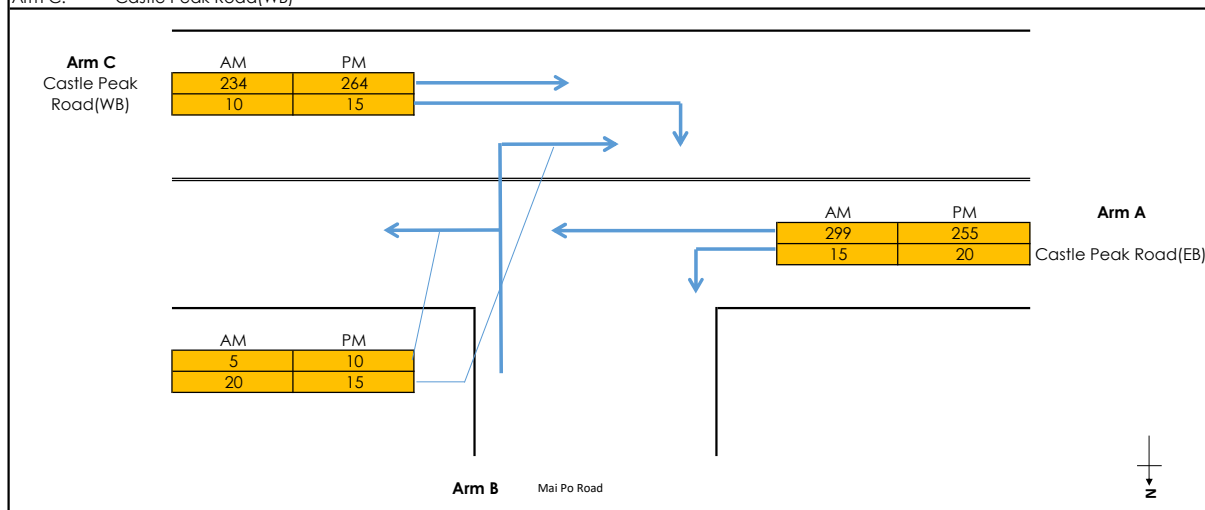 Arm C: Castle Peak Road(WB)
Arm C AM PM
Castle Peak 234 264
Road(WB) 10 15
AM PM Arm A
299 255
15 20 Castle Peak Road(EB)
AM PM
5 10
20 15
Arm B Mai Po Road
N